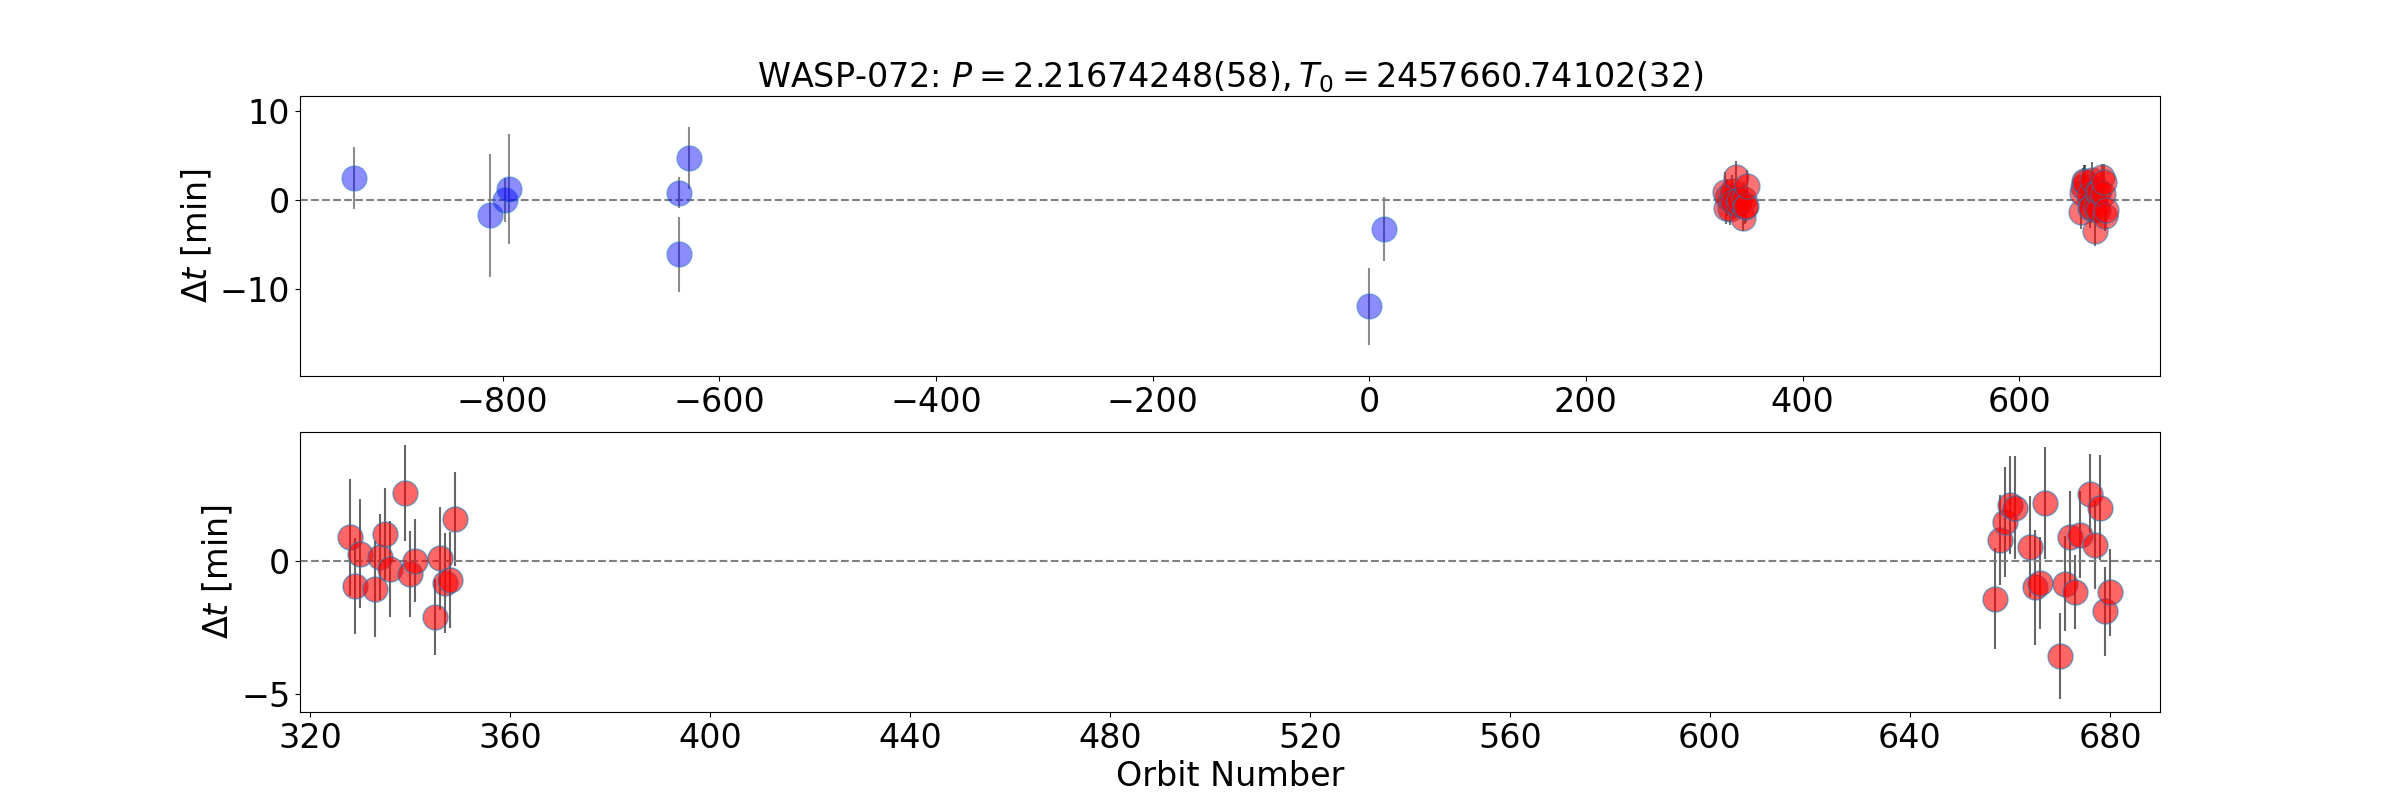 WASP-072: P = 2.21674248(58), T₀ = 2457660.74102(32)
10
0
−10
Δt [min]
−800 −600 −400 −200 0 200 400 600
0
−5
Δt [min]
320 360 400 440 480 520 560 600 640 680
Orbit Number